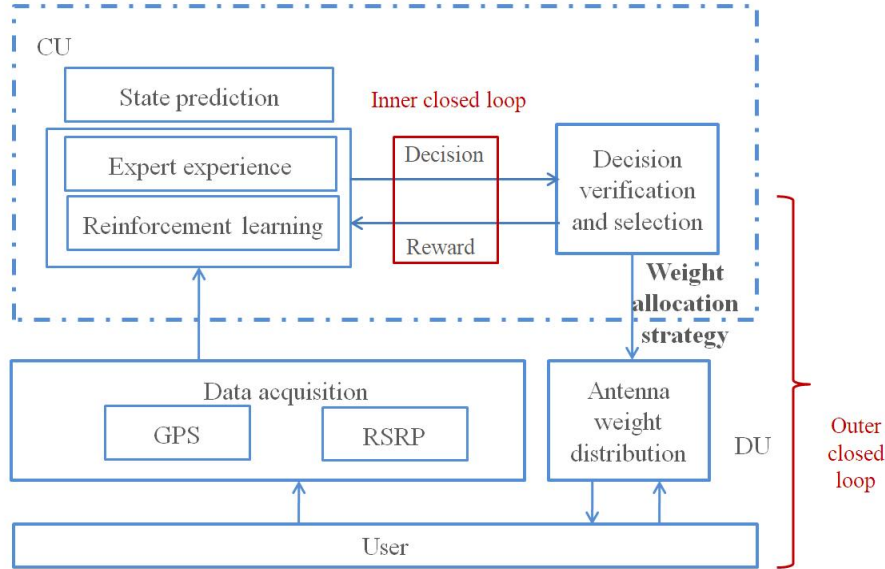 CU
State prediction
Inner closed loop
Expert experience
Reinforcement learning
Decision
Reward
Decision
verification
and selection
Weight
allocation
strategy
Data acquisition
GPS
RSRP
Antenna
weight
distribution
DU
Outer
closed
loop
User